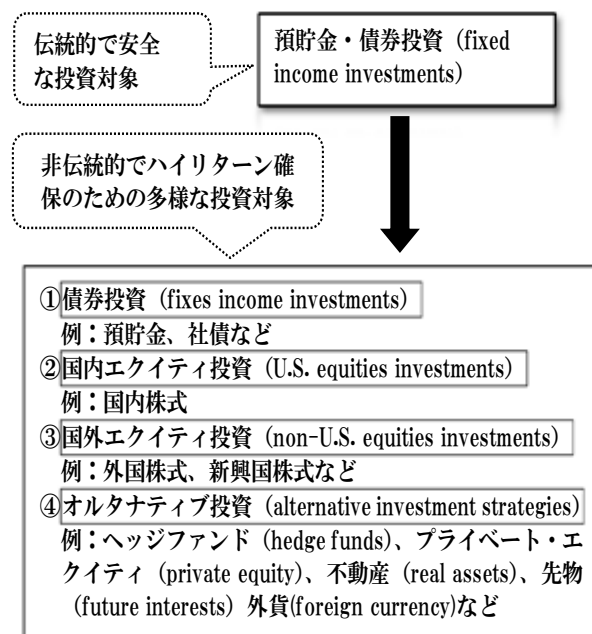 伝統的で安全
な投資対象
預貯金・債券投資（fixed
income investments）
非伝統的でハイリターン確
保のための多様な投資対象
①債券投資（fixes income investments）
例：預貯金、社債など
②国内エクイティ投資（U.S. equities investments）
例：国内株式
③国外エクイティ投資（non-U.S. equities investments）
例：外国株式、新興国株式など
④オルタナティブ投資（alternative investment strategies）
例：ヘッジファンド（hedge funds）、プライベート・エ
クイティ（private equity）、不動産（real assets）、先物
（future interests）外貨(foreign currency)など